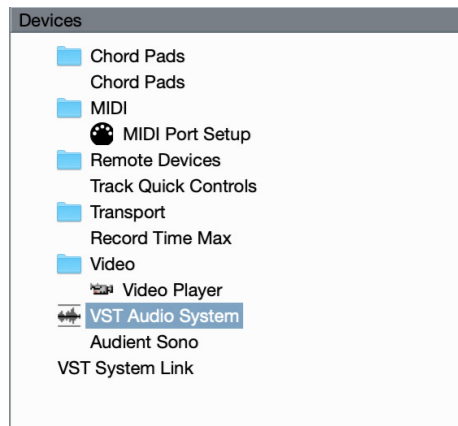 Devices
Chord Pads
Chord Pads
MIDI
MIDI Port Setup
Remote Devices
Track Quick Controls
Transport
Record Time Max
Video
Video Player
VST Audio System
Audient Sono
VST System Link